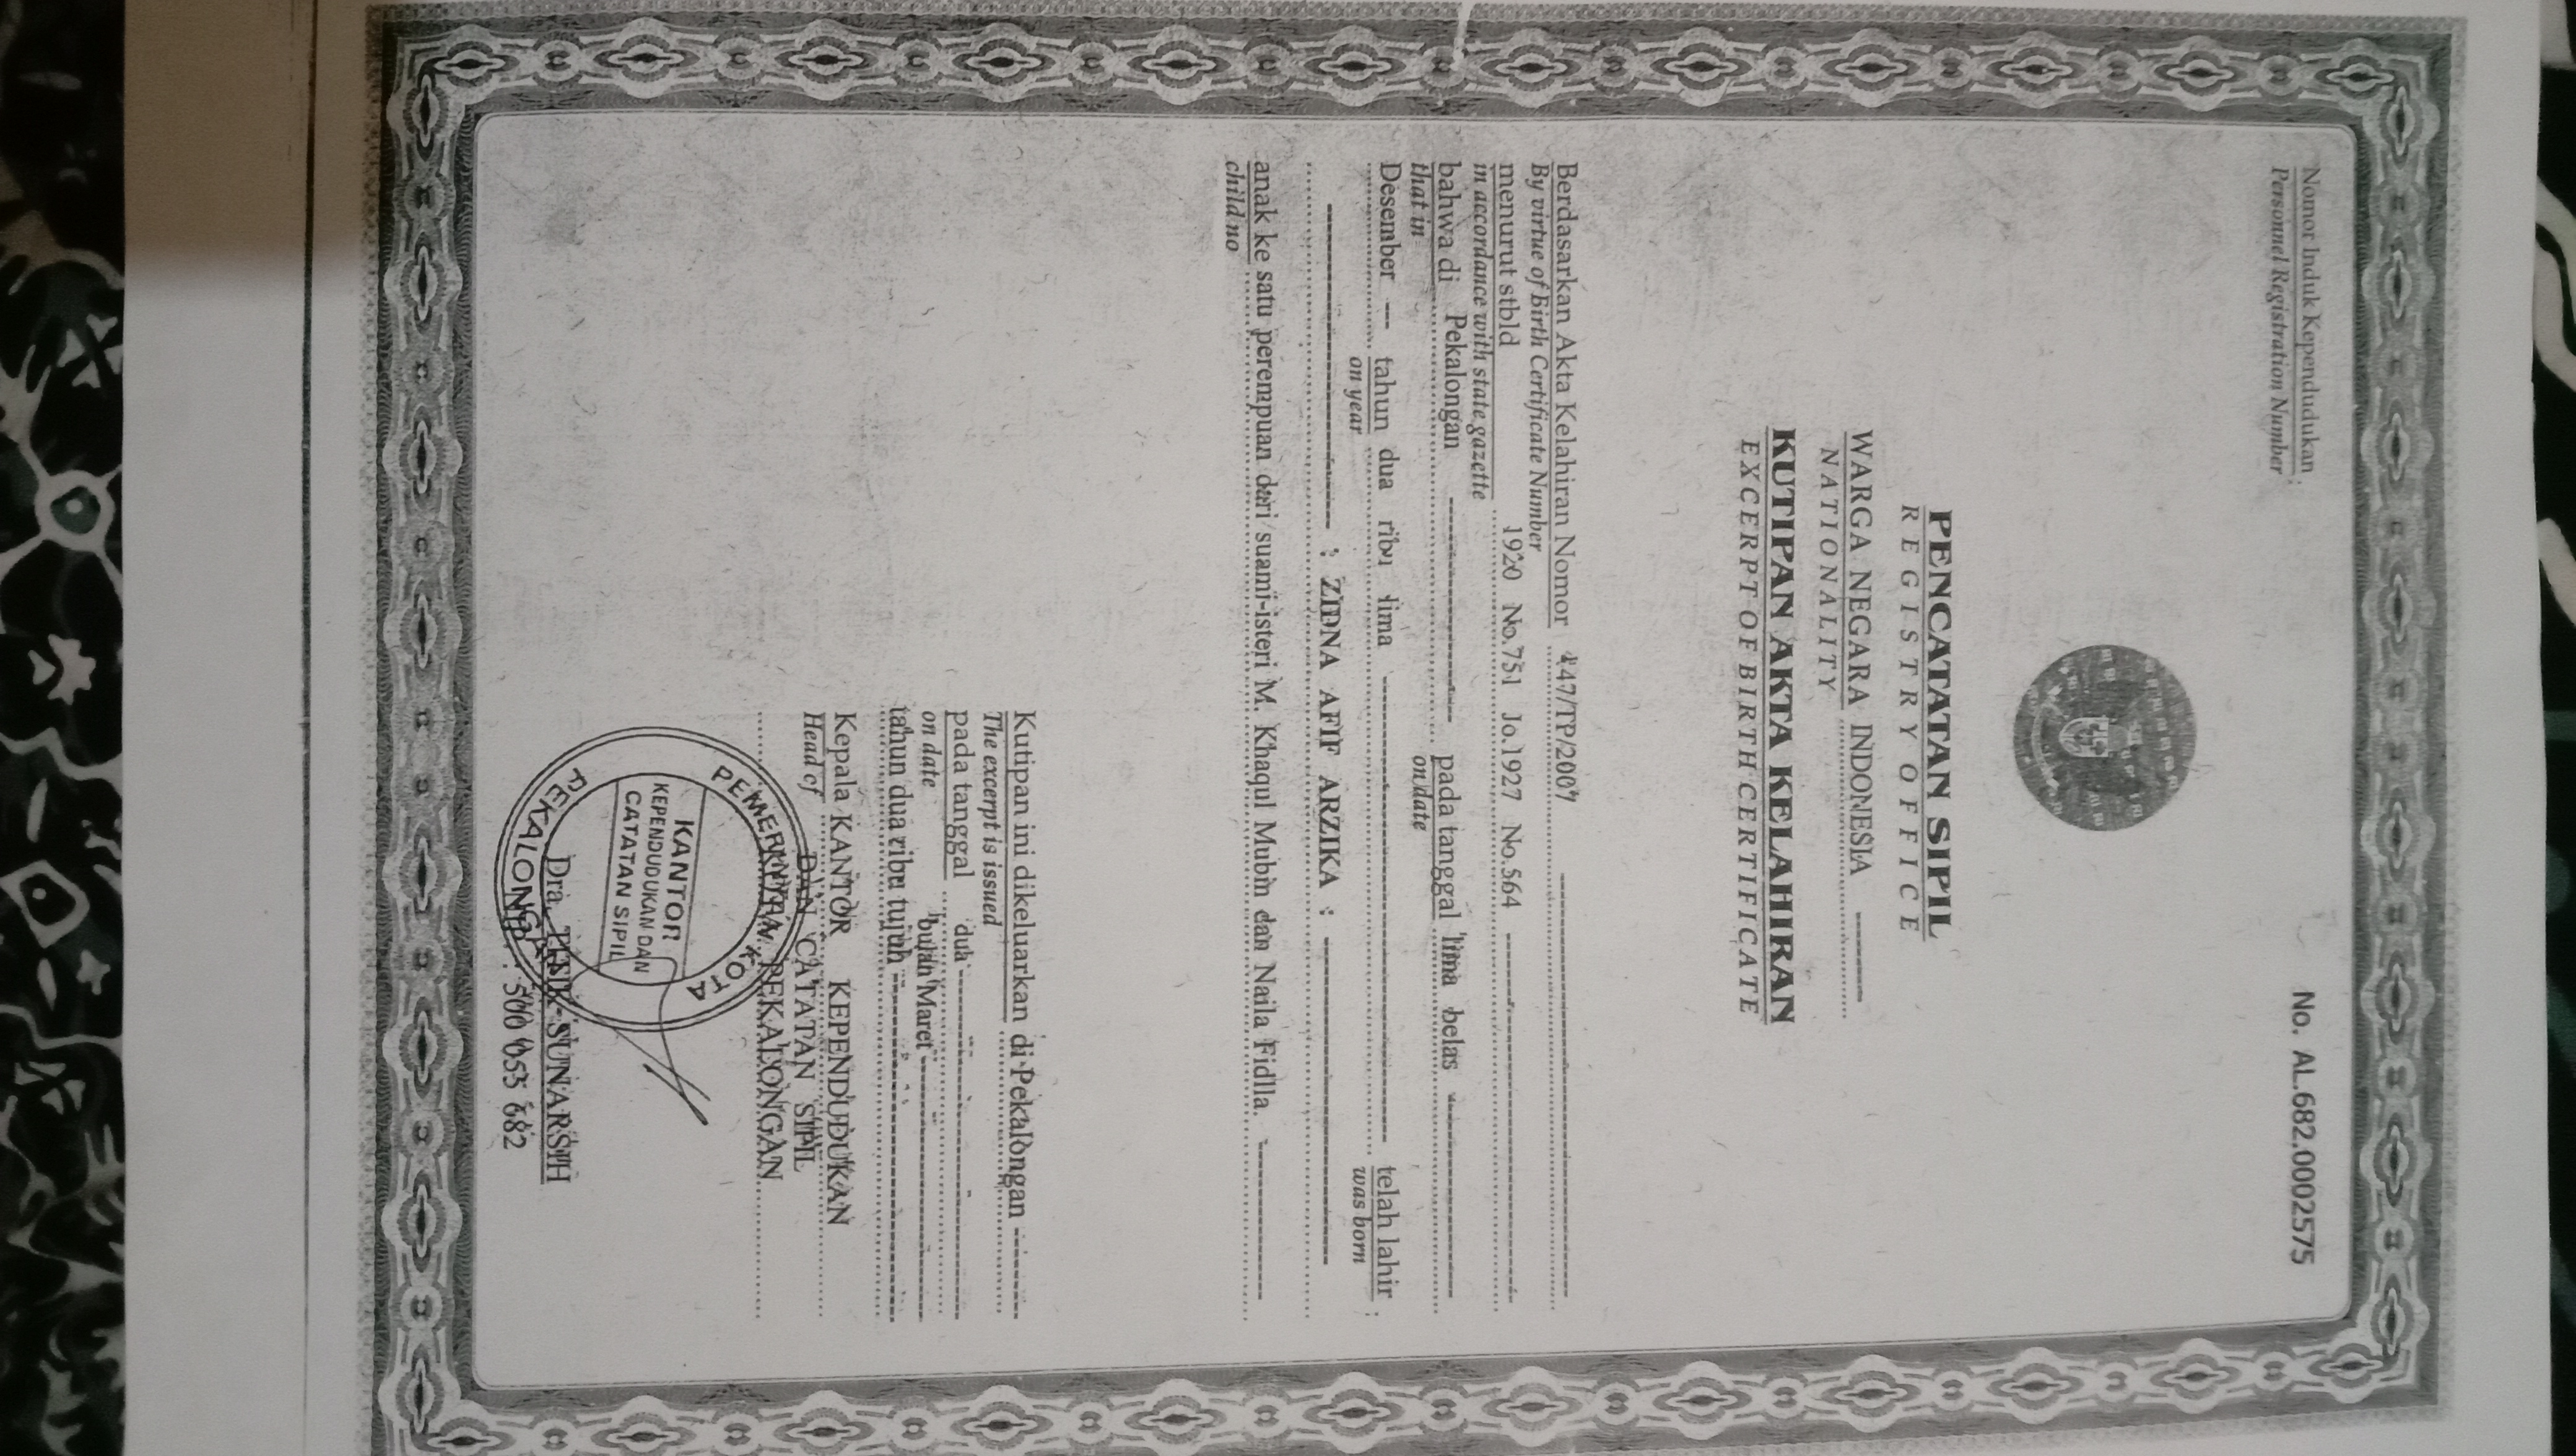 Nomor Induk Kependudukan :
Personnel Registration Number
No. AL.682.0002575
PENCATATAN SIPIL
REGISTRY OFFICE
WARGA NEGARA INDONESIA
NATIONALITY
KUTIPAN AKTA KELAHIRAN
EXCERPT OF BIRTH CERTIFICATE
Berdasarkan Akta Kelahiran Nomor 447/TP/2007
By virtue of Birth Certificate Number
menurut stbld 1920 No.751 Jo.1927 No.564
in accordance with state gazette
bahwa di Pekalongan pada tanggal lima belas
that in on date
Desember --- tahun dua ribu lima telah lahir :
on year was born
: ZIDNA AFIF ARZIKA :
anak ke satu perempuan dari suami-isteri M. Khaqul Mubin dan Naila Fidlla.
child no
Kutipan ini dikeluarkan di Pekalongan
The excerpt is issued
pada tanggal dua
on date bulan Maret
tahun dua ribu tujuh
Kepala KANTOR KEPENDUDUKAN
Head of DAN CATATAN SIPIL
PEKALONGAN
PEMERINTAH KOTA
KANTOR
KEPENDUDUKAN DAN
CATATAN SIPIL
PEKALONGAN
Dra. SUNARSIH
500 053 682